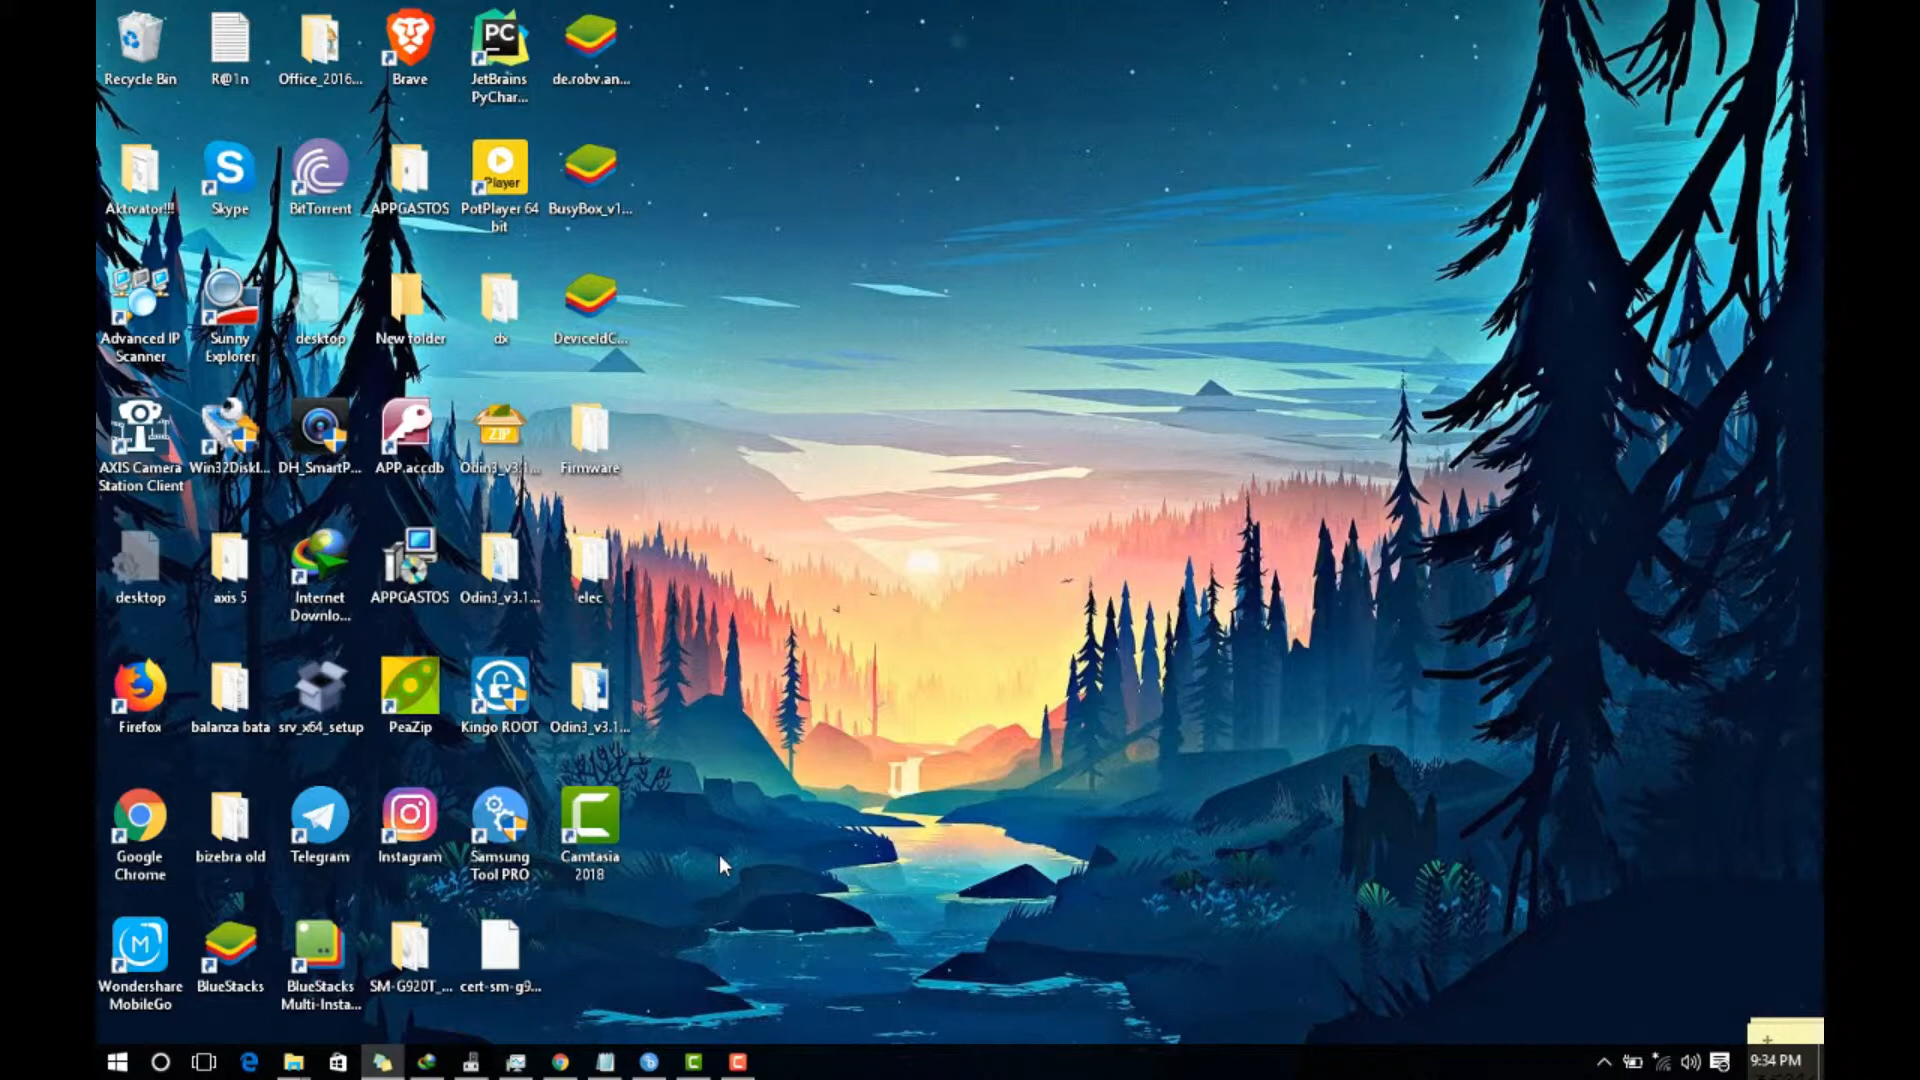 Recycle Bin
R@1n
Office_2016...
Brave
PC
JetBrains
PyChar...
de.robv.an...
Aktivator!!!
S
Skype
BitTorrent
APPGASTOS
Player
PotPlayer 64
bit
BusyBox_v1...
Advanced IP
Scanner
Sunny
Explorer
desktop
New folder
dx
DeviceIdC...
AXIS Camera
Station Client
Win32DiskI...
DH_SmartP...
APP.accdb
ZIP
Odin3_v3.1...
Firmware
desktop
axis 5
Internet
Downlo...
APPGASTOS
Odin3_v3.1...
elec
Firefox
balanza bata
srv_x64_setup
PeaZip
Kingo ROOT
Odin3_v3.1...
Google
Chrome
bizebra old
Telegram
Instagram
Samsung
Tool PRO
Camtasia
2018
M
Wondershare
MobileGo
BlueStacks
BlueStacks
Multi-Insta...
SM-G920T_...
cert-sm-g9...
9:34 PM